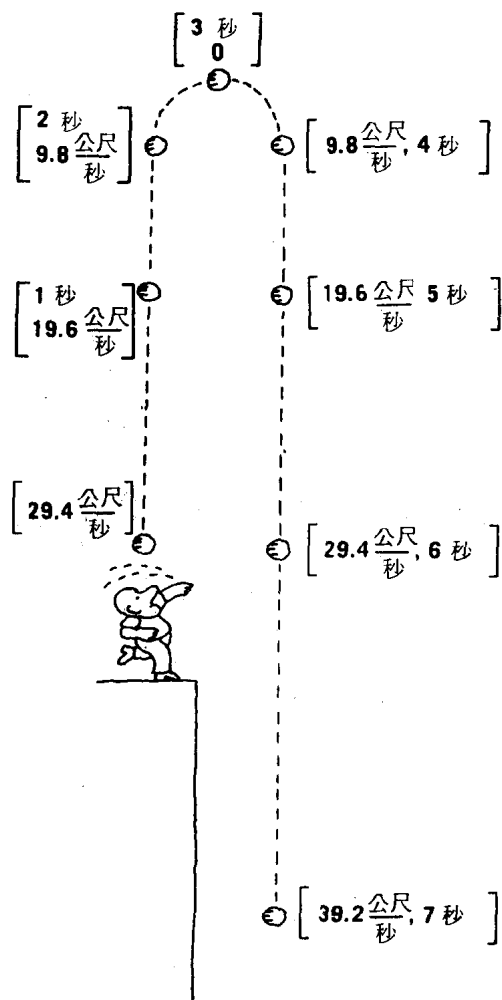 3 秒
0
2 秒
9.8 公尺/秒
9.8 公尺/秒, 4 秒
1 秒
19.6 公尺/秒
19.6 公尺/秒 5 秒
29.4 公尺/秒
29.4 公尺/秒, 6 秒
39.2 公尺/秒, 7 秒